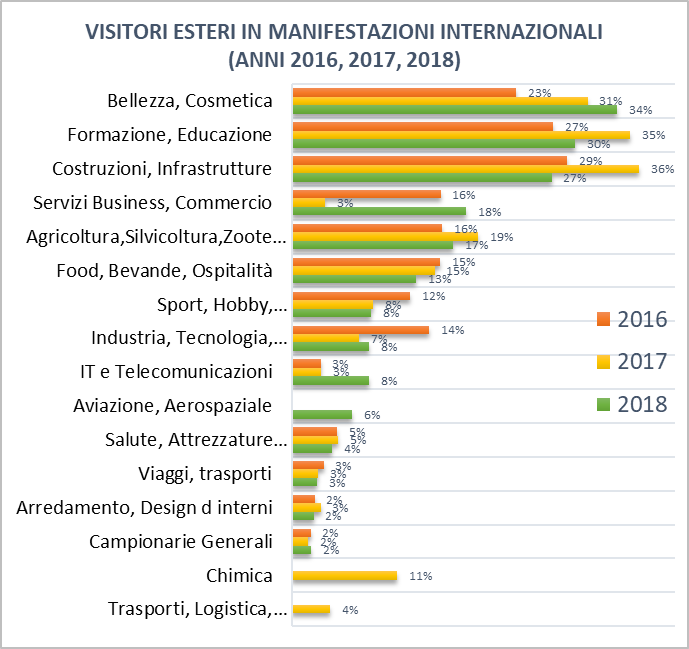 VISITORI ESTERI IN MANIFESTAZIONI INTERNAZIONALI
(ANNI 2016, 2017, 2018)
Bellezza, Cosmetica
23%
31%
34%
Formazione, Educazione
27%
35%
30%
Costruzioni, Infrastrutture
29%
36%
27%
Servizi Business, Commercio
16%
3%
18%
Agricoltura,Silvicoltura,Zoote...
16%
19%
17%
Food, Bevande, Ospitalità
15%
15%
13%
Sport, Hobby,...
12%
8%
8%
Industria, Tecnologia,...
14%
7%
8%
IT e Telecomunicazioni
3%
3%
8%
Aviazione, Aerospaziale
6%
Salute, Attrezzature...
5%
5%
4%
Viaggi, trasporti
3%
3%
3%
Arredamento, Design d interni
2%
3%
2%
Campionarie Generali
2%
2%
2%
Chimica
11%
Trasporti, Logistica,...
4%
2016
2017
2018